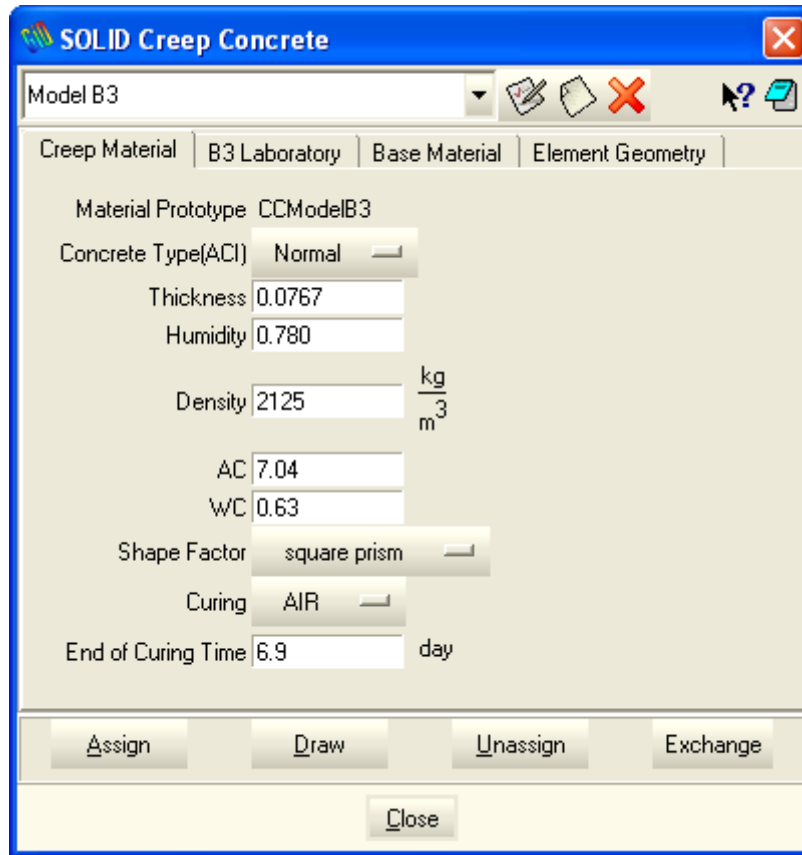 SOLID Creep Concrete
Model B3
Creep Material B3 Laboratory Base Material Element Geometry
Material Prototype CCModelB3
Concrete Type(ACI) Normal
Thickness 0.0767
Humidity 0.780
Density 2125 kg/m³
AC 7.04
WC 0.63
Shape Factor square prism
Curing AIR
End of Curing Time 6.9 day
Assign Draw Unassign Exchange
Close